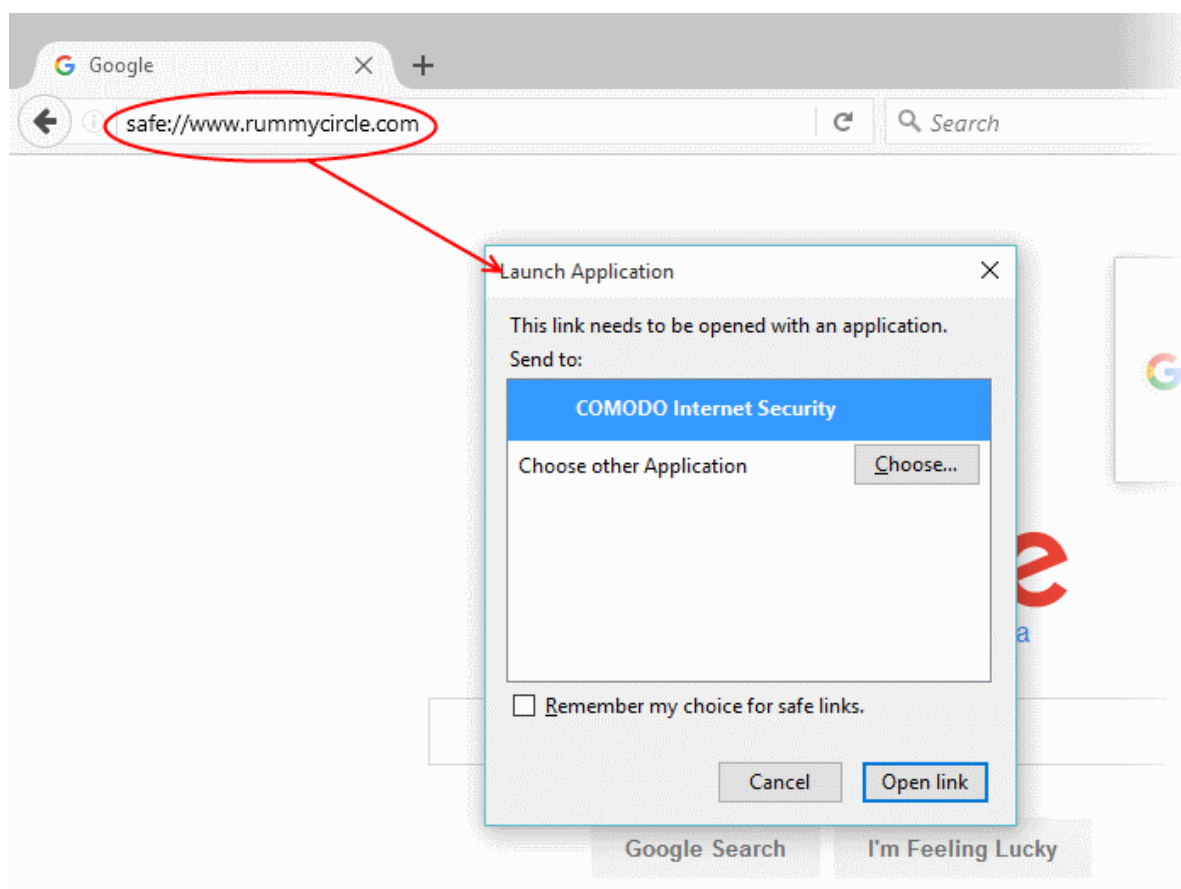 Google
safe://www.rummycircle.com
Search
Launch Application
This link needs to be opened with an application.
Send to:
COMODO Internet Security
Choose other Application
Choose...
e
a
Remember my choice for safe links.
Cancel
Open link
Google Search
I'm Feeling Lucky